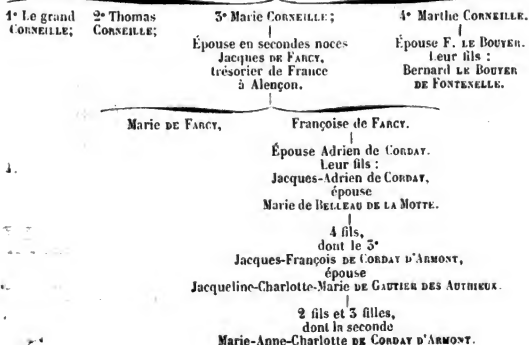 1° Le grand CORNEILLE;
2° Thomas CORNEILLE;
3° Marie CORNEILLE;
Épouse en secondes noces
Jacques DE FARCY,
trésorier de France
à Alençon.
4° Marthe CORNEILLE.
Épouse F. LE BOUYER.
Leur fils :
Bernard LE BOUYER
DE FONTENELLE.
Marie DE FARCY,
Françoise de FARCY.
Épouse Adrien de CORDAY.
Leur fils :
Jacques-Adrien de CORDAY,
épouse
Marie de BELLEAU DE LA MOTTE.
4 fils,
dont le 3°
Jacques-François DE CORDAY D'ARMONT,
épouse
Jacqueline-Charlotte-Marie DE GAUTIER DES AUTHIEUX.
2 fils et 3 filles,
dont la seconde
Marie-Anne-Charlotte DE CORDAY D'ARMONT.